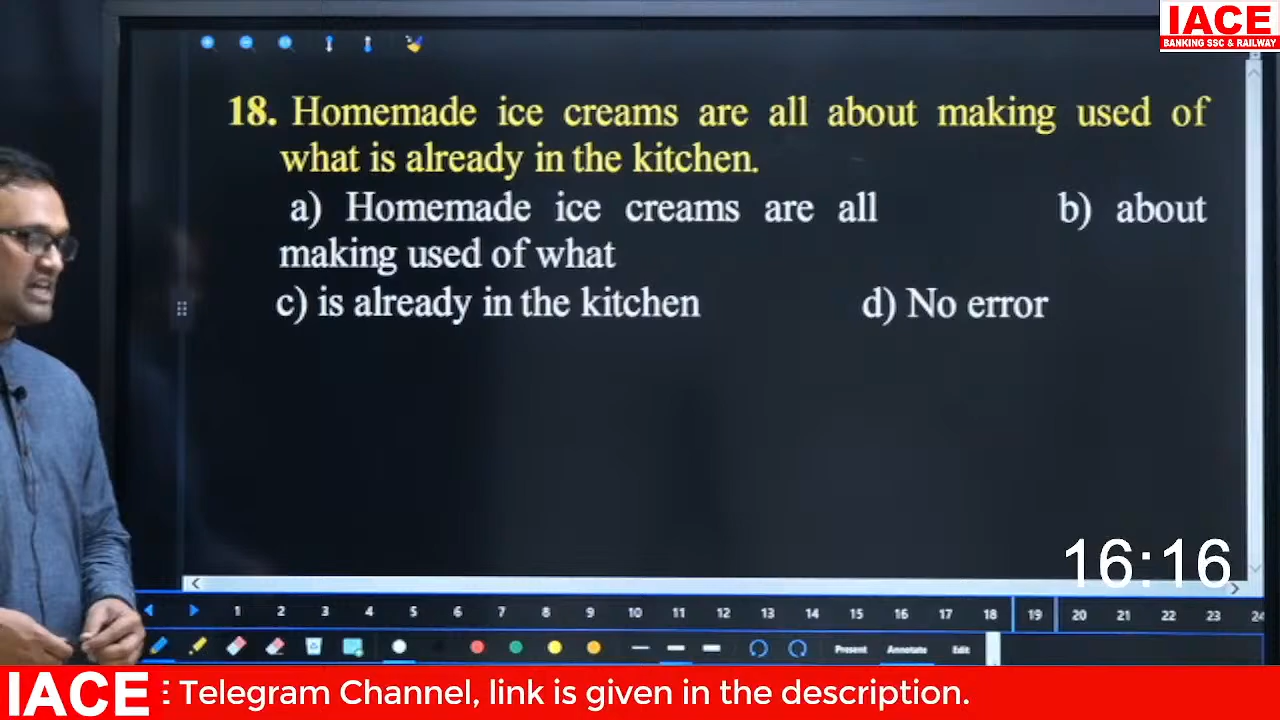 IACE
BANKING SSC & RAILWAY
18. Homemade ice creams are all about making used of
what is already in the kitchen.
a) Homemade ice creams are all b) about
making used of what
c) is already in the kitchen d) No error
16:16
1 2 3 4 5 6 7 8 9 10 11 12 13 14 15 16 17 18 19 20 21 22 23 24
Present Annotate Edit
IACE : Telegram Channel, link is given in the description.